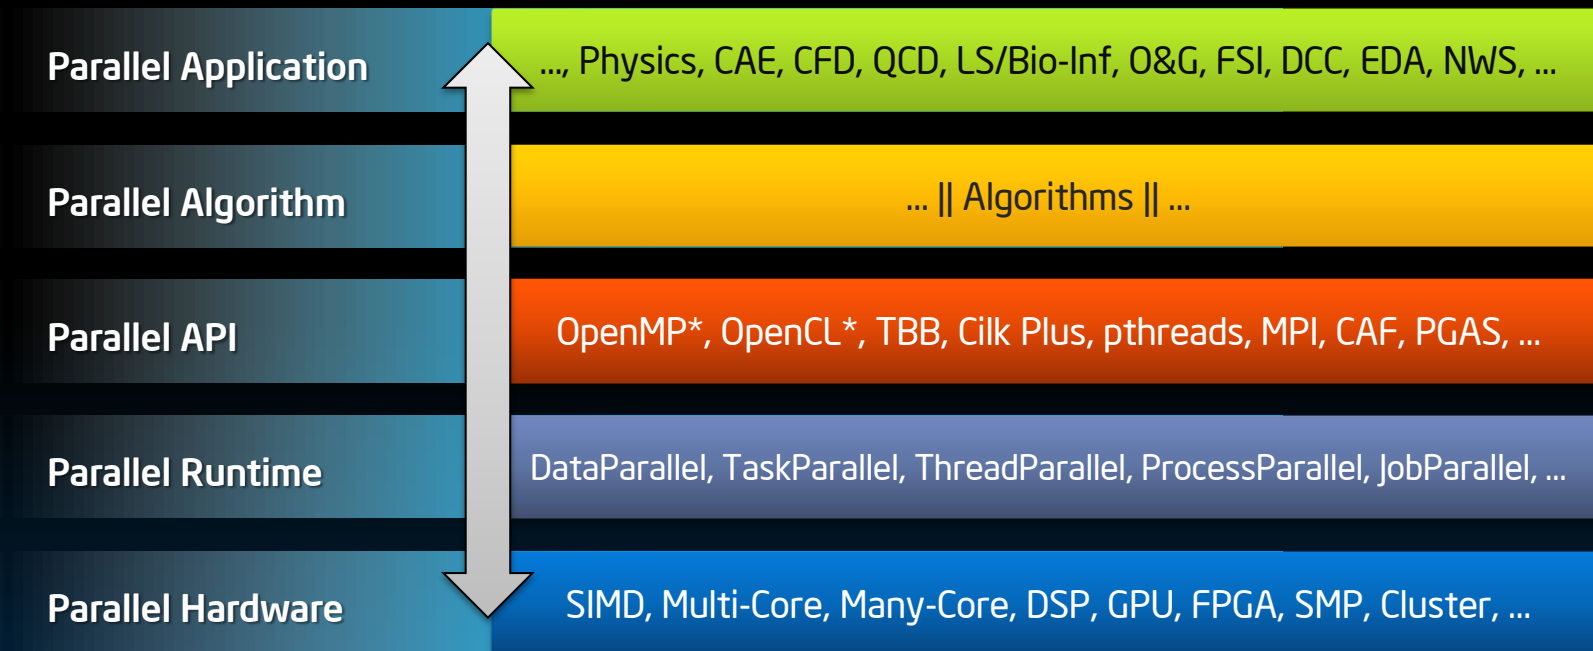 Parallel Application
..., Physics, CAE, CFD, QCD, LS/Bio-Inf, O&G, FSI, DCC, EDA, NWS, ...
Parallel Algorithm
... || Algorithms || ...
Parallel API
OpenMP*, OpenCL*, TBB, Cilk Plus, pthreads, MPI, CAF, PGAS, ...
Parallel Runtime
DataParallel, TaskParallel, ThreadParallel, ProcessParallel, JobParallel, ...
Parallel Hardware
SIMD, Multi-Core, Many-Core, DSP, GPU, FPGA, SMP, Cluster, ...